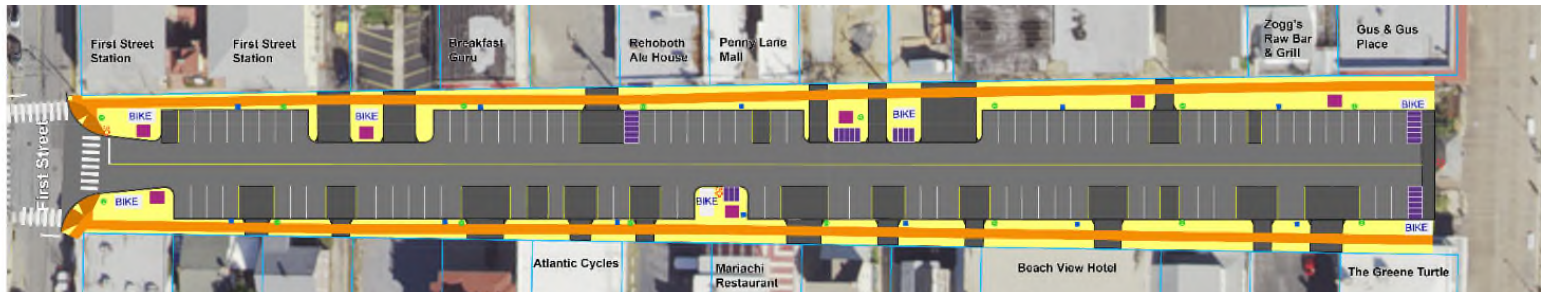 First Street
Station
First Street
Station
Breakfast
Guru
Rehoboth
Ale House
Penny Lane
Mall
Zogg's
Raw Bar
& Grill
Gus & Gus
Place
BIKE
BIKE
BIKE
BIKE
First Street
BIKE
BIKE
BIKE
Atlantic Cycles
Mariachi
Restaurant
Beach View Hotel
The Greene Turtle